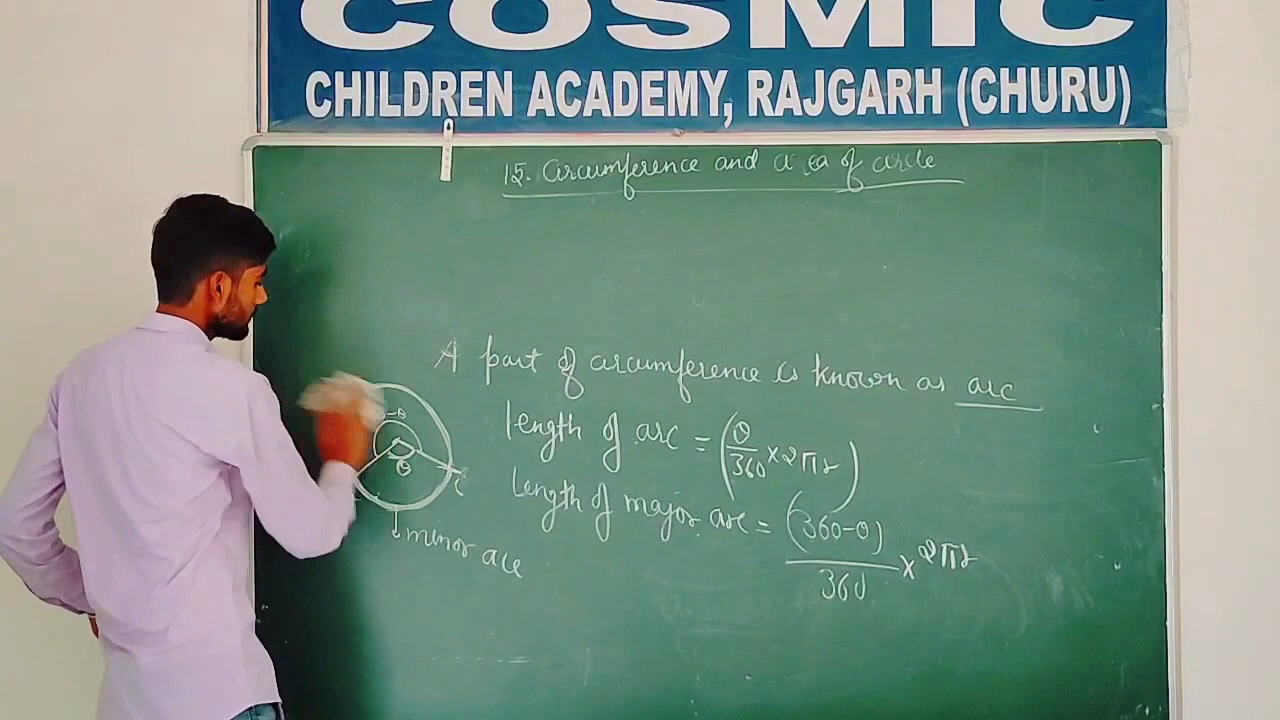 COSMIC
CHILDREN ACADEMY, RAJGARH (CHURU)
15. Circumference and a ea of circle
A part of circumference is known as arc
length of arc = (θ/360 × 2πr)
Length of major arc = (360-θ)/360 × 2πr
-θ
θ
C
minor arc